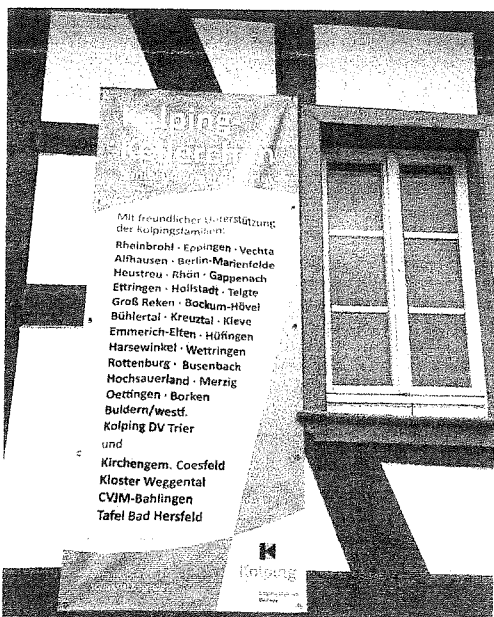 Kolping
Mit freundlicher Unterstützung
der Kolpingsfamilien:
Rheinbrohl · Eppingen · Vechta
Alfhausen · Berlin-Marienfelde
Heustreu · Rhön · Gappenach
Ettringen · Hollstadt · Telgte
Groß Reken · Bockum-Hövel
Bühlertal · Kreuztal · Kleve
Emmerich-Elten · Hüfingen
Harsewinkel · Wettringen
Rottenburg · Busenbach
Hochsauerland · Merzig
Oettingen · Borken
Buldern/westf.
Kolping DV Trier
und
Kirchengem. Coesfeld
Kloster Weggental
CVJM-Bahlingen
Tafel Bad Hersfeld
Kolping